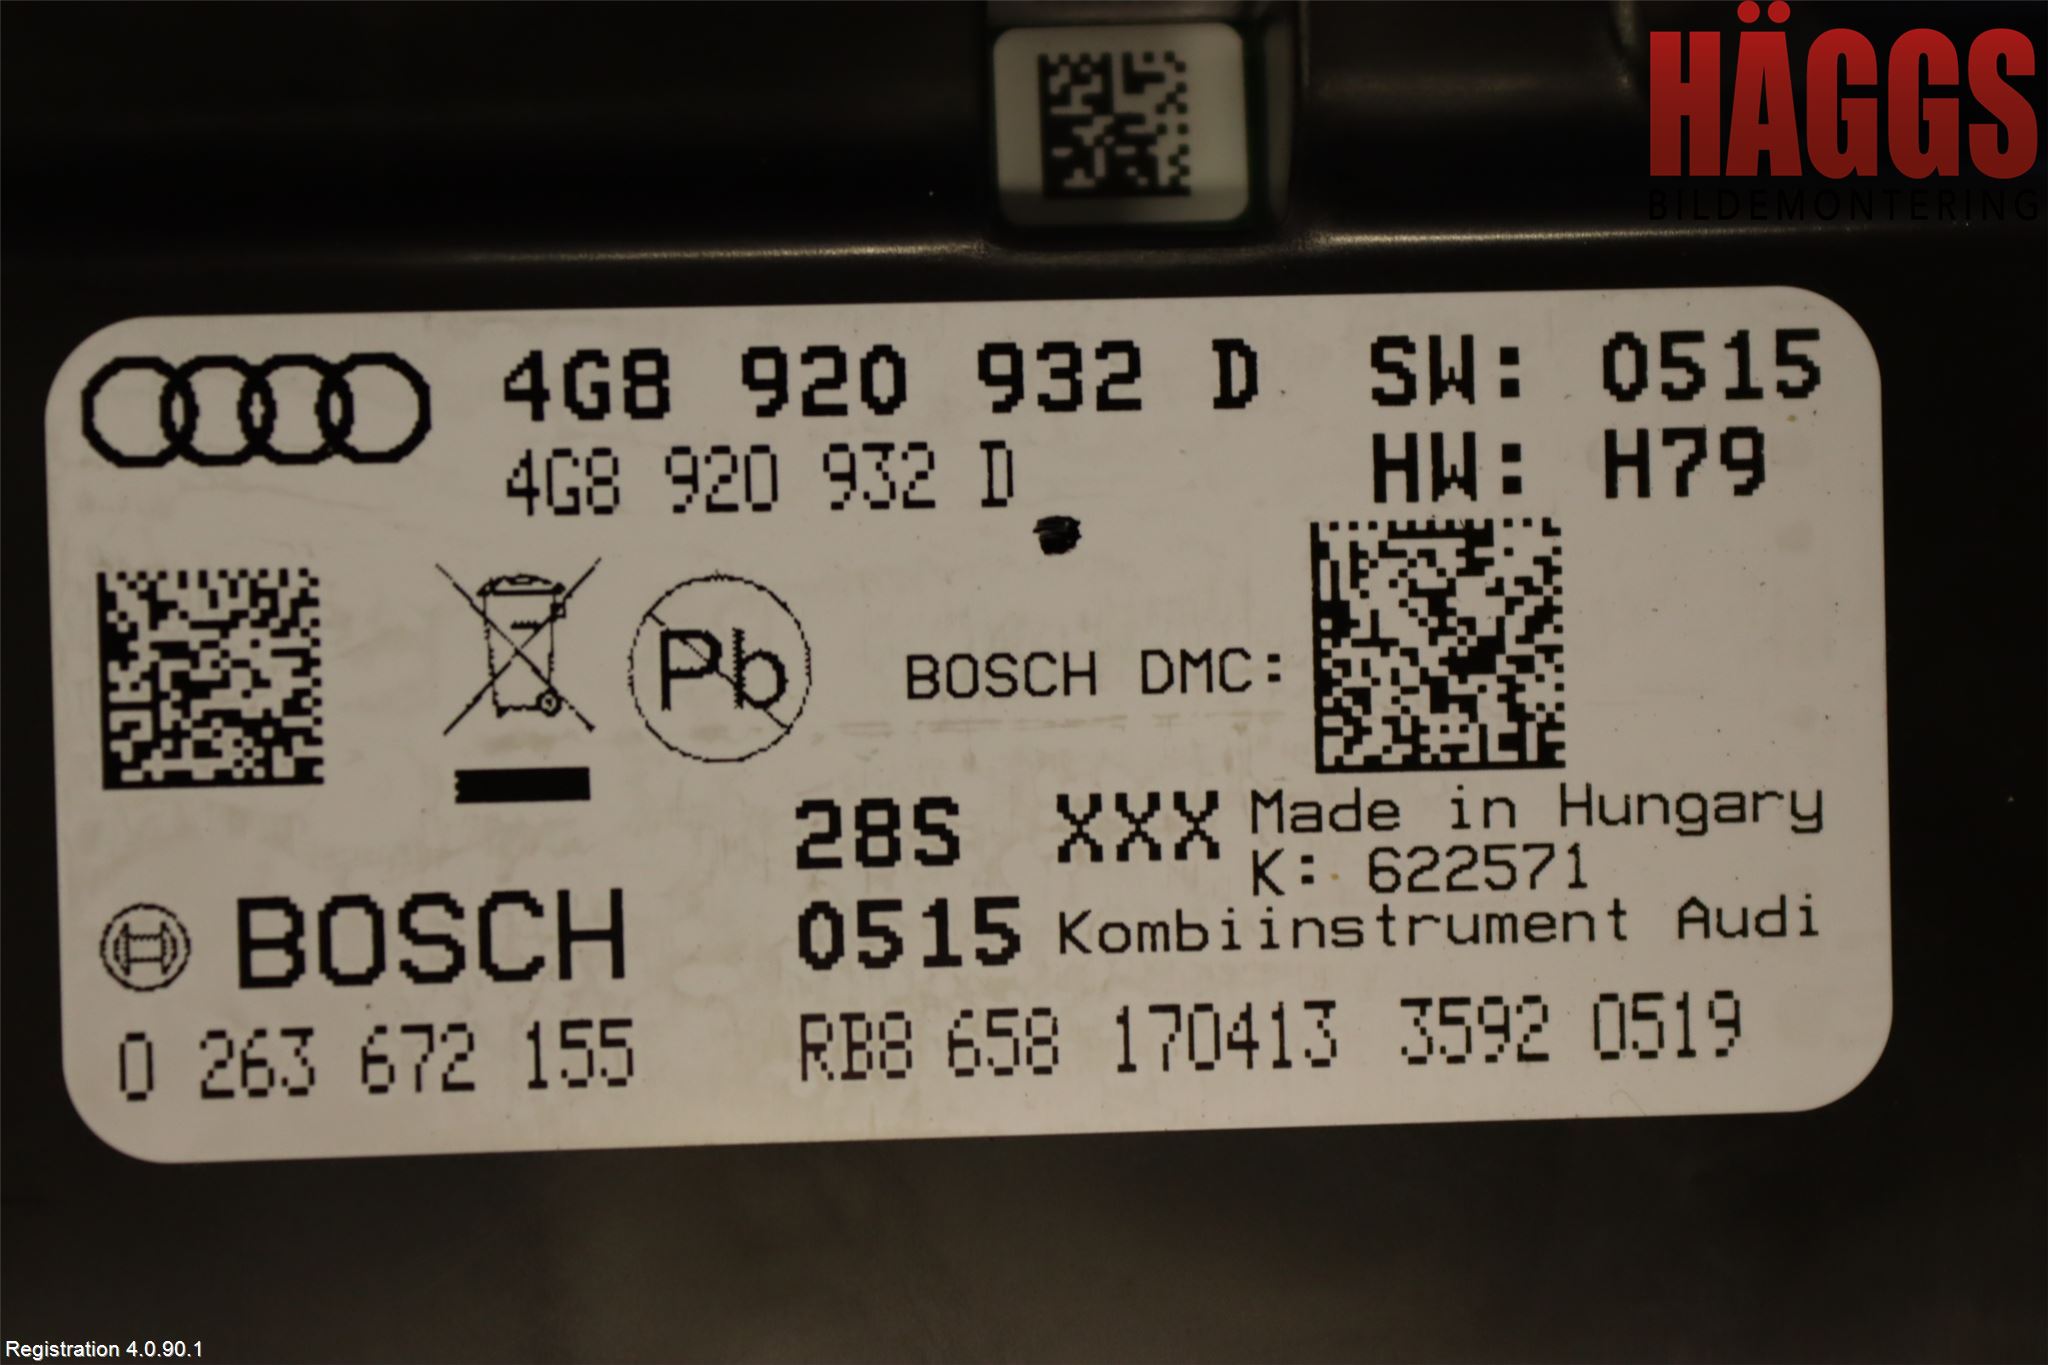 HÄGGS
BILDEMONTERING
4G8 920 932 D SW: 0515
4G8 920 932 D HW: H79
Pb
BOSCH DMC:
28S XXX Made in Hungary
K: 622571
BOSCH 0515 Kombiinstrument Audi
0 263 672 155 RB8 658 170413 3592 0519
Registration 4.0.90.1